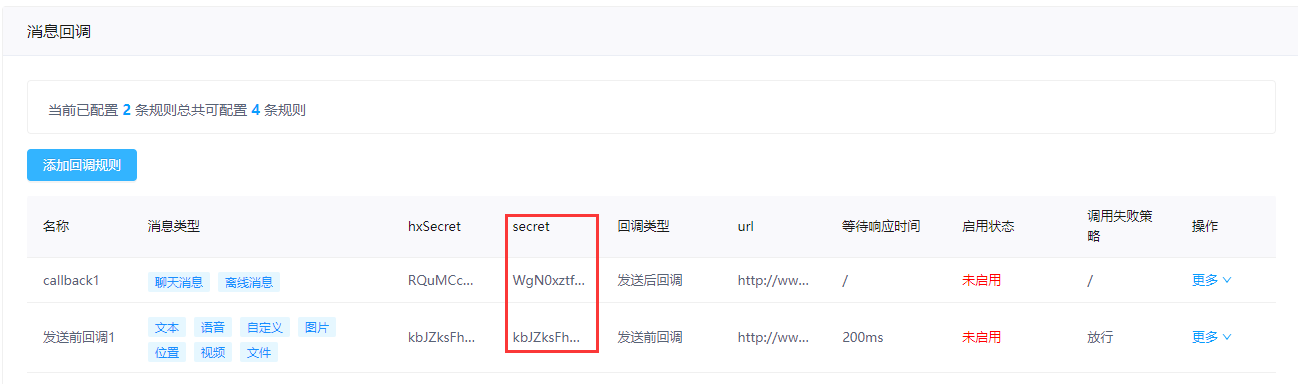 消息回调
当前已配置 2 条规则总共可配置 4 条规则
添加回调规则
名称 消息类型 hxSecret secret 回调类型 url 等待响应时间 启用状态 调用失败策略 操作
callback1 聊天消息 离线消息 RQuMCc... WgN0xztf... 发送后回调 http://ww... / 未启用 / 更多
发送前回调1 文本 语音 自定义 图片 kbJZksFh... kbJZksFh... 发送前回调 http://ww... 200ms 未启用 放行 更多
位置 视频 文件